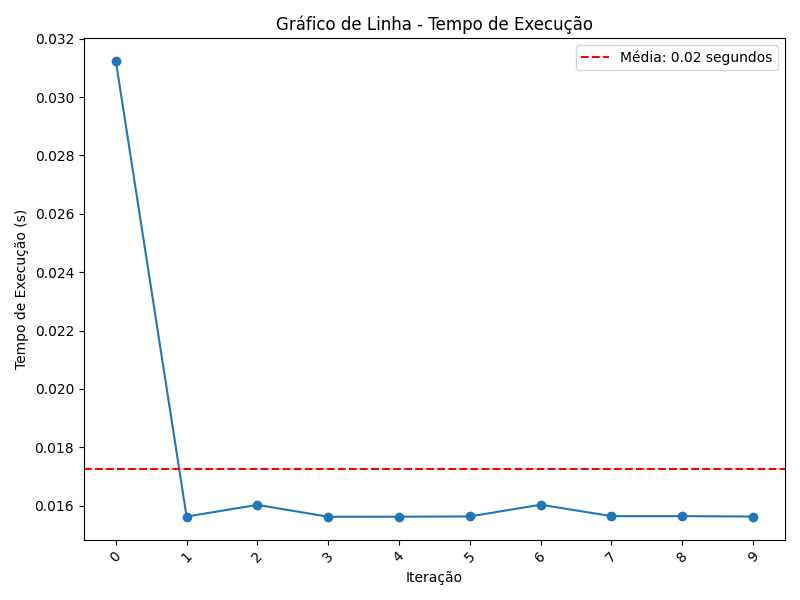 Gráfico de Linha - Tempo de Execução
Média: 0.02 segundos
Tempo de Execução (s)
0.032
0.030
0.028
0.026
0.024
0.022
0.020
0.018
0.016
0 1 2 3 4 5 6 7 8 9
Iteração